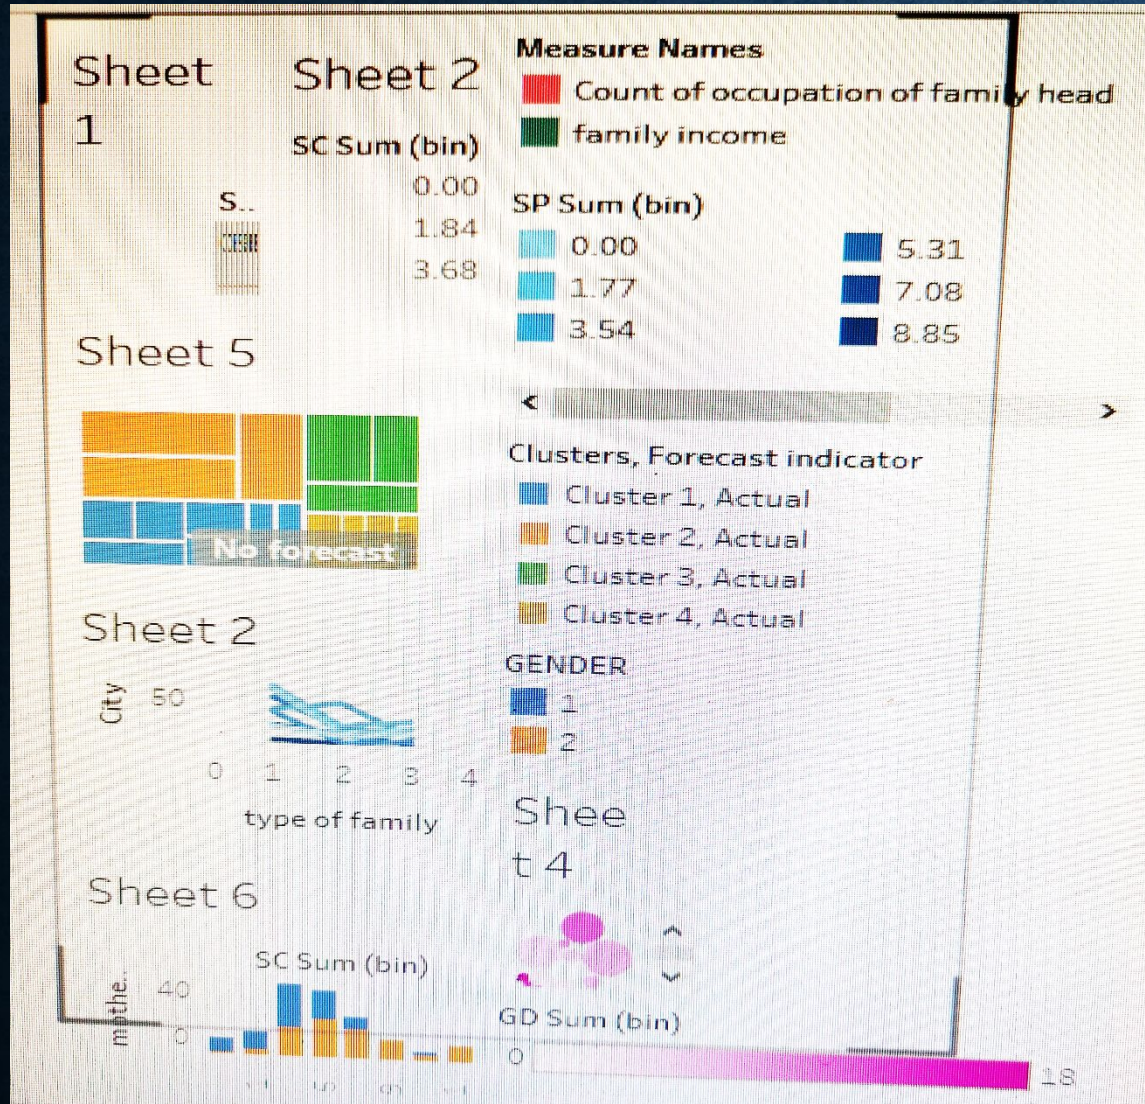 Sheet
1
S..
Sheet 2
SC Sum (bin)
0.00
1.84
3.68
Measure Names
Count of occupation of family head
family income
SP Sum (bin)
0.00
1.77
3.54
5.31
7.08
8.85
<
>
Sheet 5
No forecast
Clusters, Forecast indicator
Cluster 1, Actual
Cluster 2, Actual
Cluster 3, Actual
Cluster 4, Actual
GENDER
1
2
Sheet 2
City
50
0 1 2 3 4
type of family
Shee
t 4
GD Sum (bin)
0
18
Sheet 6
SC Sum (bin)
mothe..
40
0